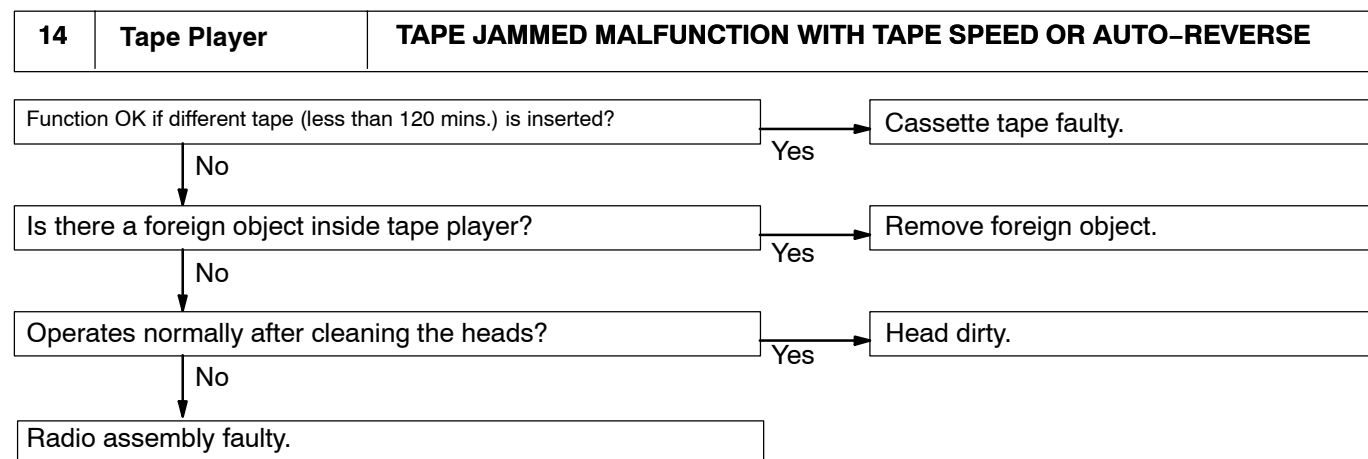 14 Tape Player TAPE JAMMED MALFUNCTION WITH TAPE SPEED OR AUTO–REVERSE
Function OK if different tape (less than 120 mins.) is inserted?
Yes
Cassette tape faulty.
No
Is there a foreign object inside tape player?
Yes
Remove foreign object.
No
Operates normally after cleaning the heads?
Yes
Head dirty.
No
Radio assembly faulty.